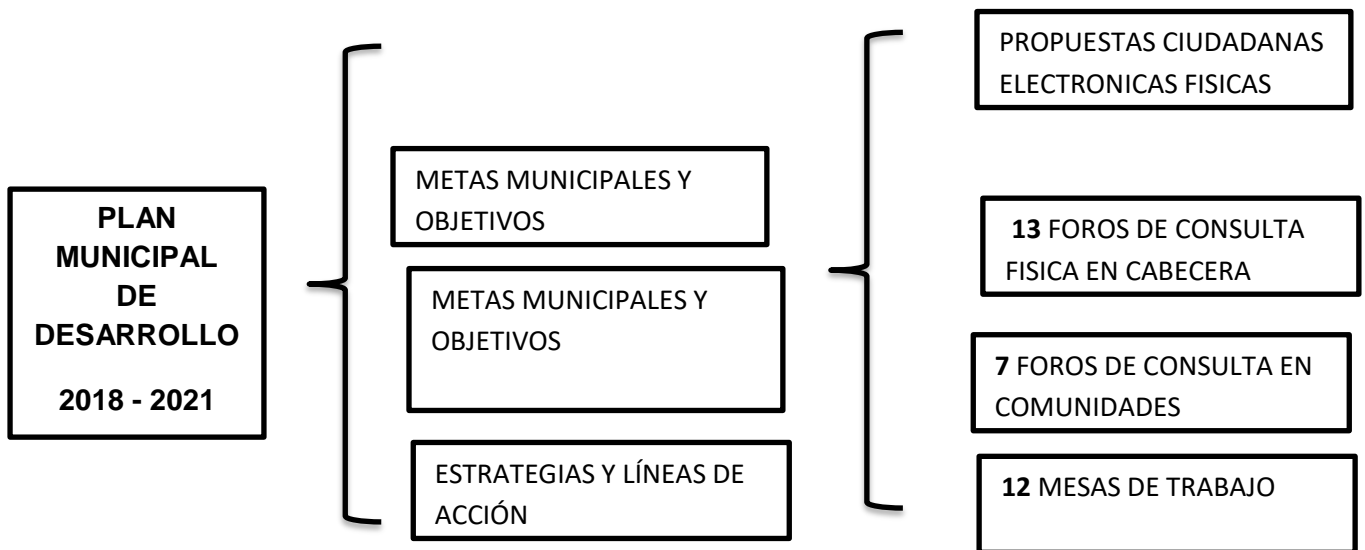 PLAN
MUNICIPAL
DE
DESARROLLO
2018 - 2021
METAS MUNICIPALES Y
OBJETIVOS
METAS MUNICIPALES Y
OBJETIVOS
ESTRATEGIAS Y LÍNEAS DE
ACCIÓN
PROPUESTAS CIUDADANAS
ELECTRONICAS FISICAS
13 FOROS DE CONSULTA
FISICA EN CABECERA
7 FOROS DE CONSULTA EN
COMUNIDADES
12 MESAS DE TRABAJO